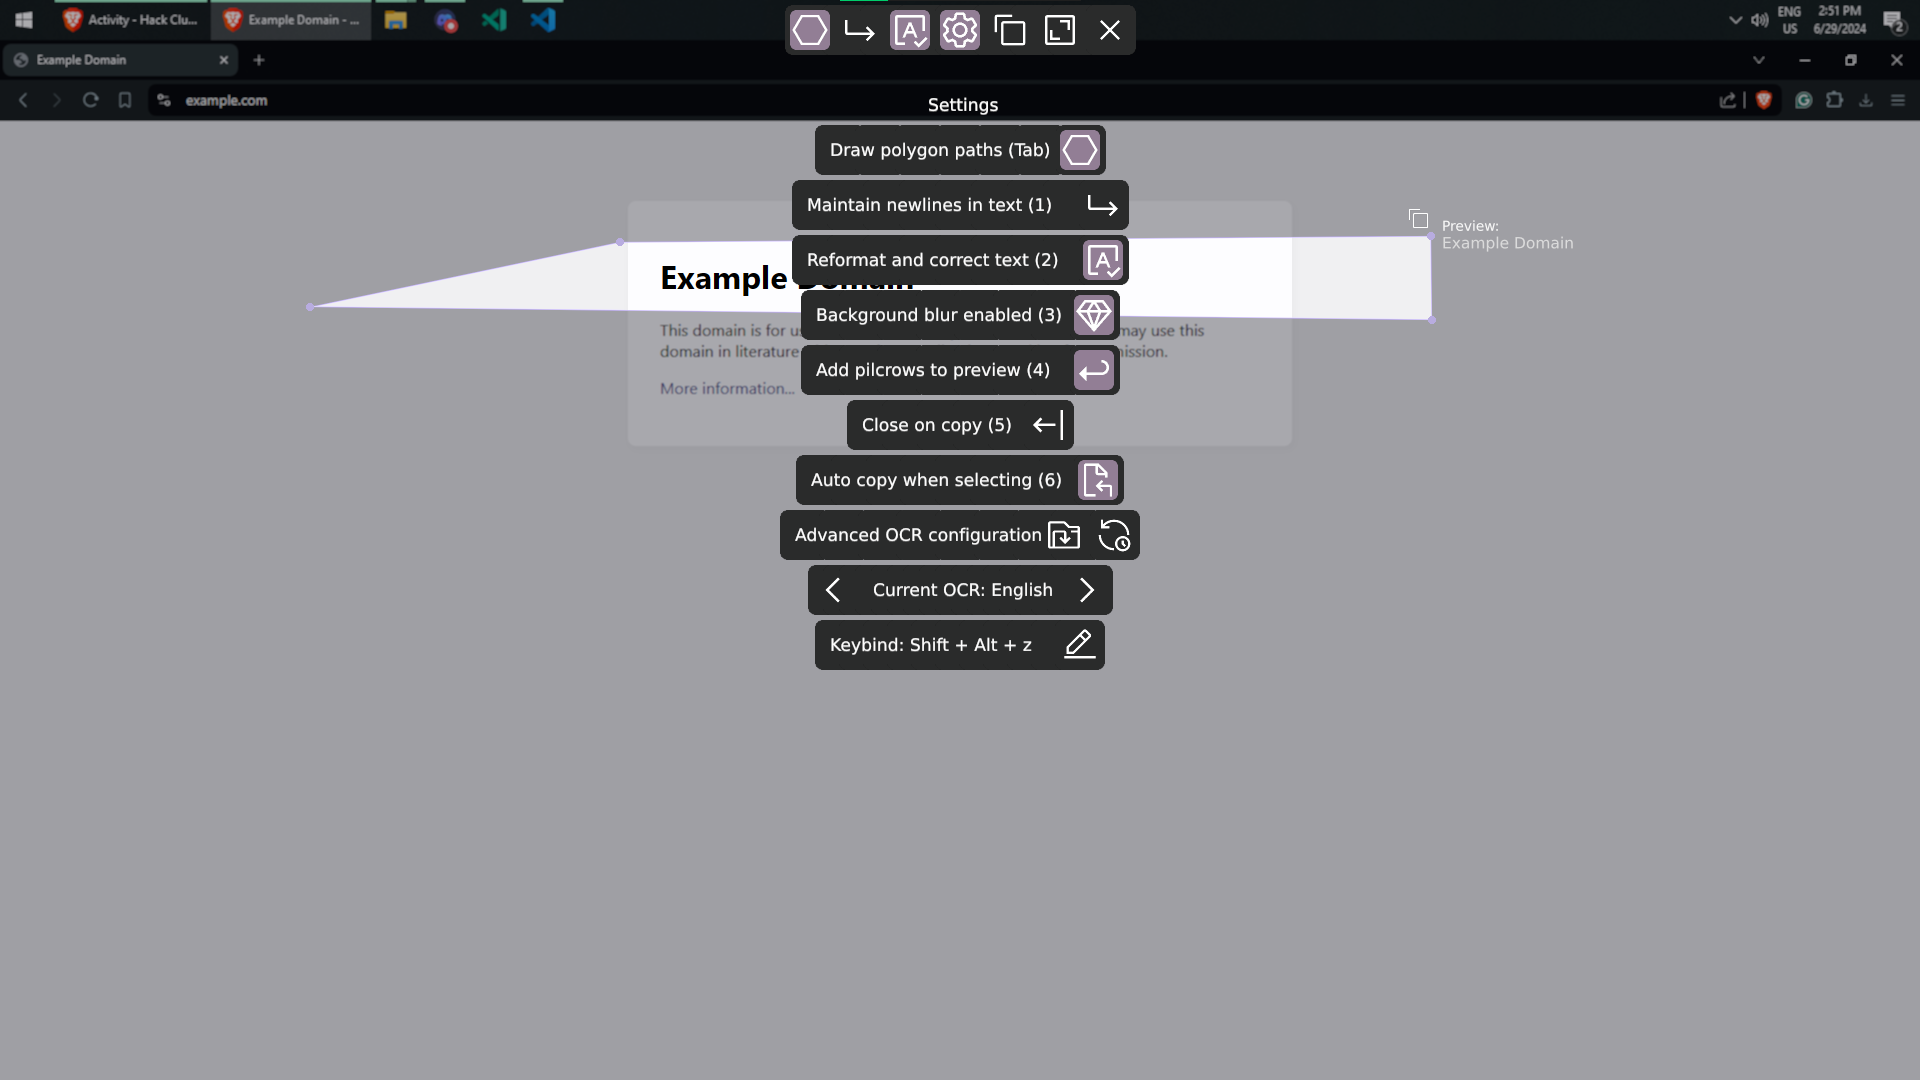 Activity - Hack Clu...
Example Domain - ...
ENG
US
2:51 PM
6/29/2024
2
Example Domain
example.com
Settings
Draw polygon paths (Tab)
Maintain newlines in text (1)
Preview:
Example Domain
Reformat and correct text (2)
Example Domain
Background blur enabled (3)
This domain is for u
may use this
domain in literature
Add pilcrows to preview (4)
More information...
Close on copy (5)
Auto copy when selecting (6)
Advanced OCR configuration
Current OCR: English
Keybind: Shift + Alt + z